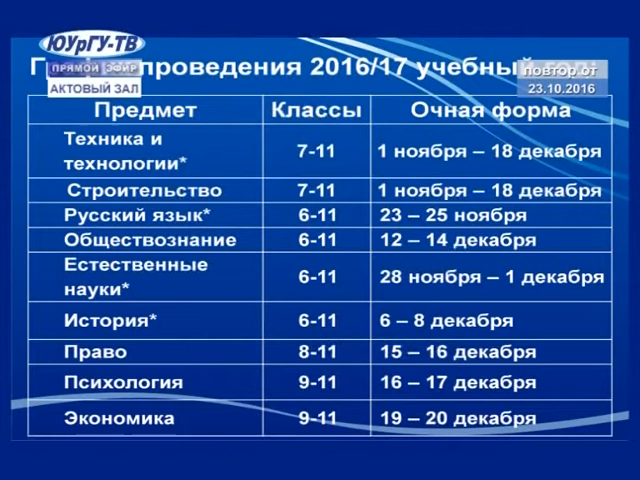 ЮУрГУ-ТВ
проведения 2016/17 учебный
ПРЯМОЙ ЭФИР
повтор от
АКТОВЫЙ ЗАЛ
23.10.2016
Предмет Классы Очная форма
Техника и
технологии* 7-11 1 ноября – 18 декабря
Строительство 7-11 1 ноября – 18 декабря
Русский язык* 6-11 23 – 25 ноября
Обществознание 6-11 12 – 14 декабря
Естественные
науки* 6-11 28 ноября – 1 декабря
История* 6-11 6 – 8 декабря
Право 8-11 15 – 16 декабря
Психология 9-11 16 – 17 декабря
Экономика 9-11 19 – 20 декабря